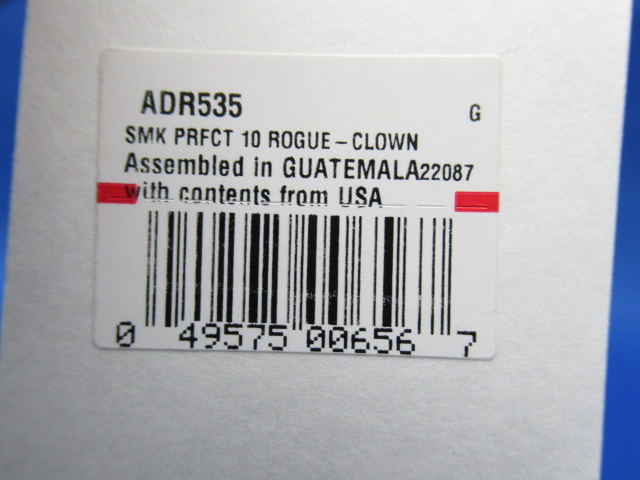 ADR535 G
SMK PRFCT 10 ROGUE - CLOWN
Assembled in GUATEMALA22087
with contents from USA
0 49575 00656 7